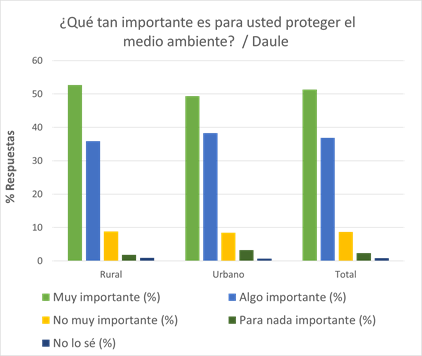 ¿Qué tan importante es para usted proteger el
medio ambiente?  / Daule
% Respuestas
60
50
40
30
20
10
0
Rural
Urbano
Total
Muy importante (%)
Algo importante (%)
No muy importante (%)
Para nada importante (%)
No lo sé (%)